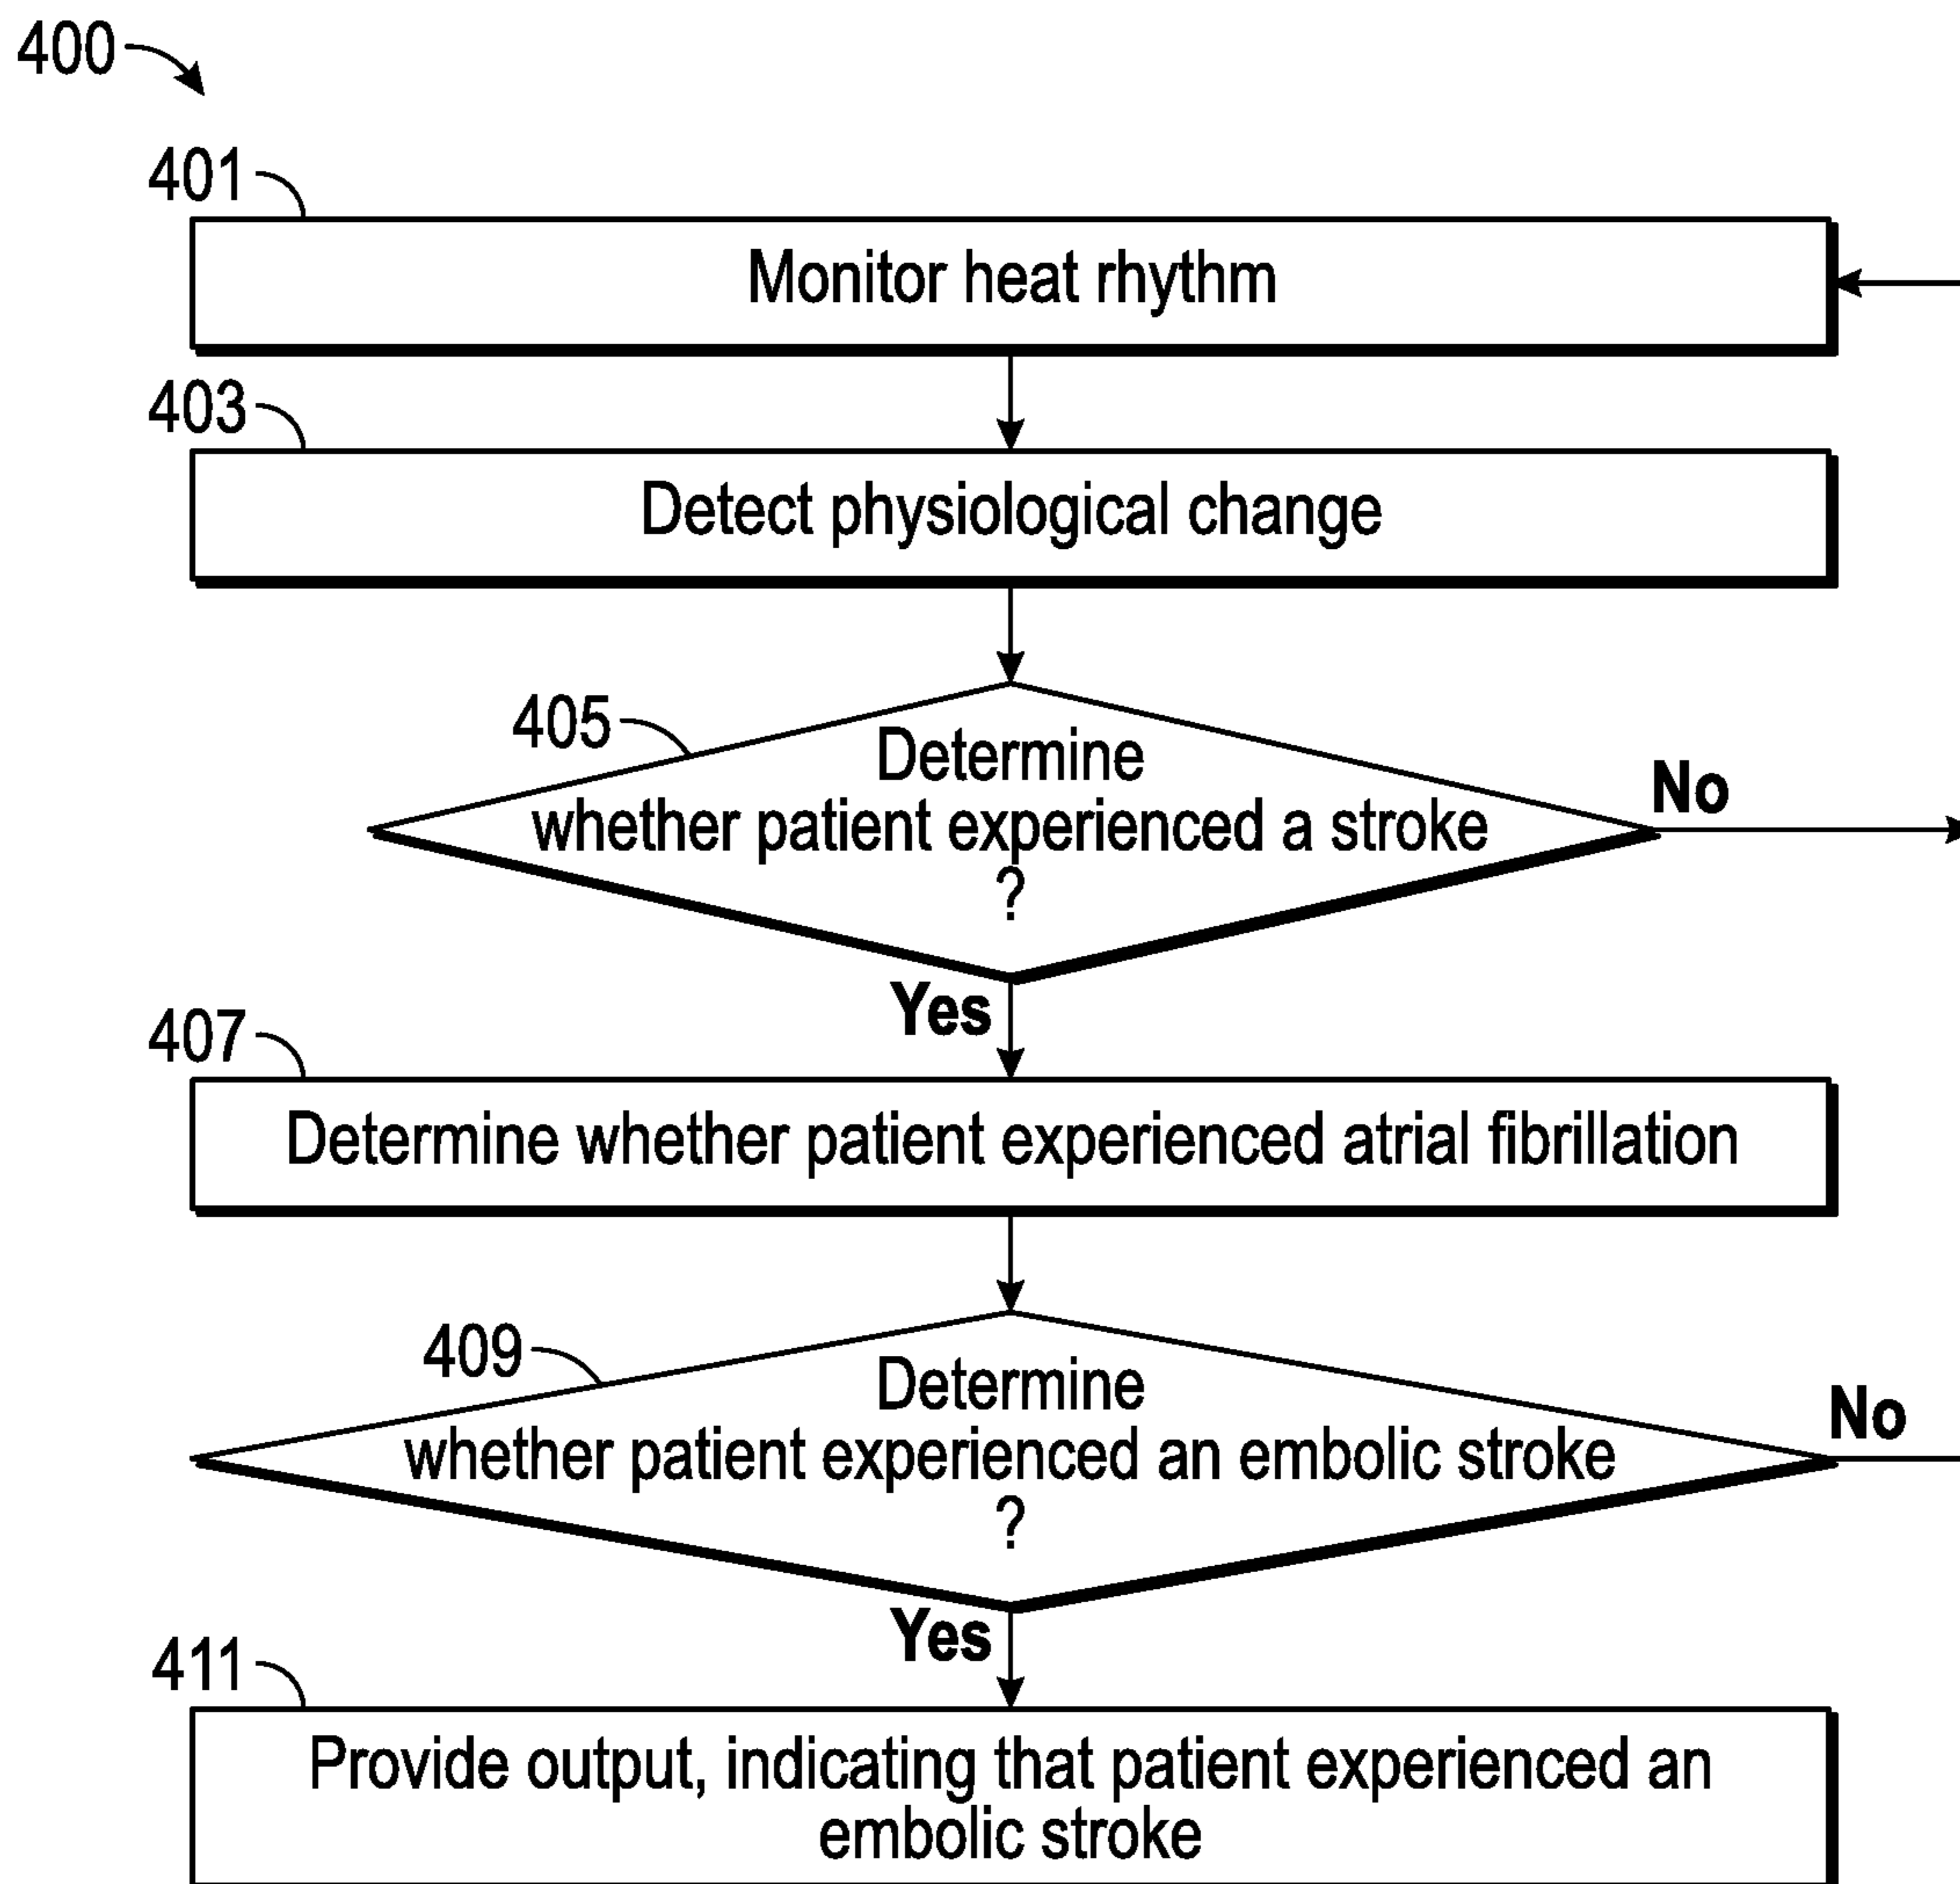 400
401
Monitor heat rhythm
403
Detect physiological change
405
Determine
whether patient experienced a stroke
?
No
Yes
407
Determine whether patient experienced atrial fibrillation
409
Determine
whether patient experienced an embolic stroke
?
No
Yes
411
Provide output, indicating that patient experienced an
embolic stroke